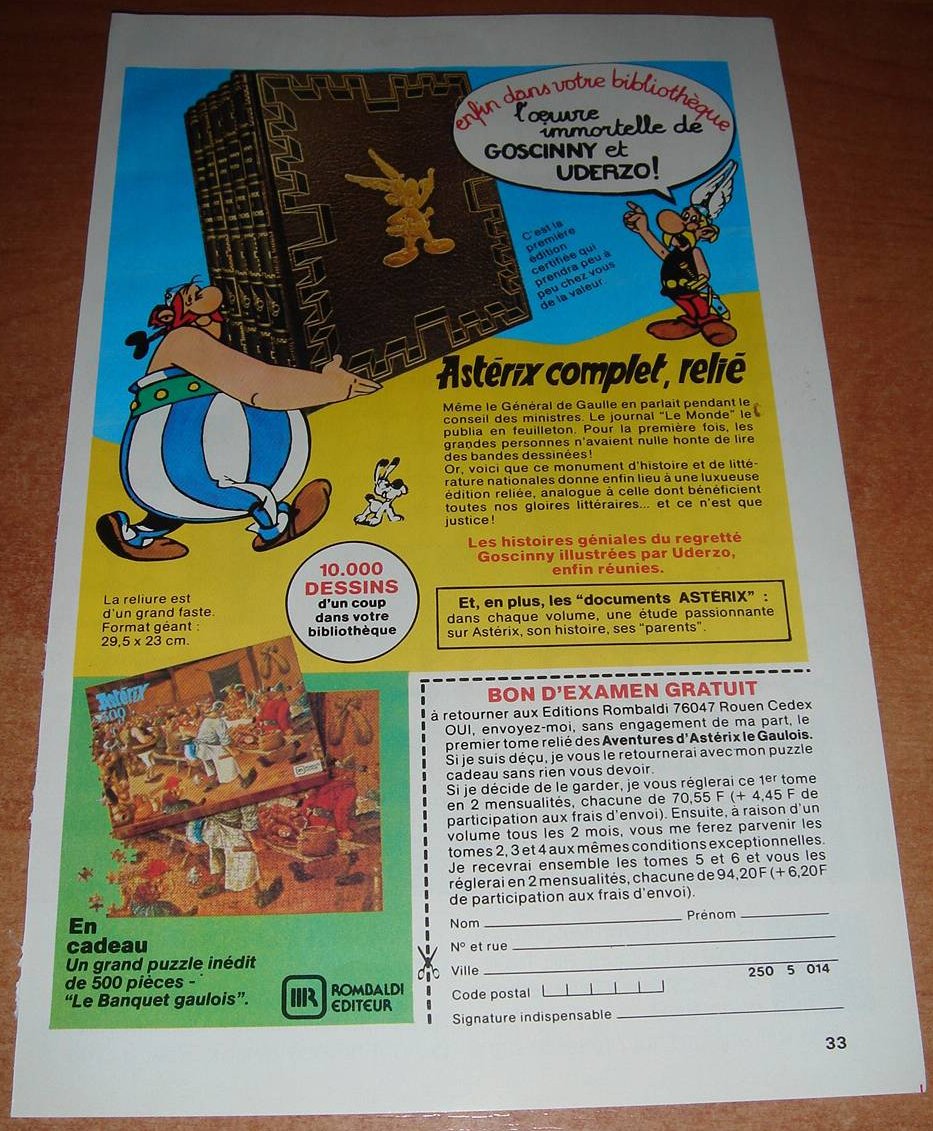 enfin dans votre bibliothèque
l'œuvre
immortelle de
GOSCINNY et
UDERZO!
C'est la
première
édition
certifiée qui
prendra peu à
peu chez vous
de la valeur.
Astérix complet, relié
Même le Général de Gaulle en parlait pendant le
conseil des ministres. Le journal "Le Monde" le
publia en feuilleton. Pour la première fois, les
grandes personnes n'avaient nulle honte de lire
des bandes dessinées!
Or, voici que ce monument d'histoire et de litté-
rature nationales donne enfin lieu à une luxueuse
édition reliée, analogue à celle dont bénéficient
toutes nos gloires littéraires... et ce n'est que
justice!
Les histoires géniales du regretté
Goscinny illustrées par Uderzo,
enfin réunies.
10.000
DESSINS
d'un coup
dans votre
bibliothèque
La reliure est
d'un grand faste.
Format géant :
29,5 x 23 cm.
Et, en plus, les "documents ASTÉRIX" :
dans chaque volume, une étude passionnante
sur Astérix, son histoire, ses "parents".
Astérix
500
En
cadeau
Un grand puzzle inédit
de 500 pièces -
"Le Banquet gaulois".
ROMBALDI
EDITEUR
BON D'EXAMEN GRATUIT
à retourner aux Editions Rombaldi 76047 Rouen Cedex
OUI, envoyez-moi, sans engagement de ma part, le
premier tome relié des Aventures d'Astérix le Gaulois.
Si je suis déçu, je vous le retournerai avec mon puzzle
cadeau sans rien vous devoir.
Si je décide de le garder, je vous réglerai ce 1er tome
en 2 mensualités, chacune de 70,55 F (+ 4,45 F de
participation aux frais d'envoi). Ensuite, à raison d'un
volume tous les 2 mois, vous me ferez parvenir les
tomes 2, 3 et 4 aux mêmes conditions exceptionnelles.
Je recevrai ensemble les tomes 5 et 6 et vous les
réglerai en 2 mensualités, chacune de 94,20F (+6,20F
de participation aux frais d'envoi).
Nom Prénom
N° et rue
Ville
250 5 014
Code postal
Signature indispensable
33